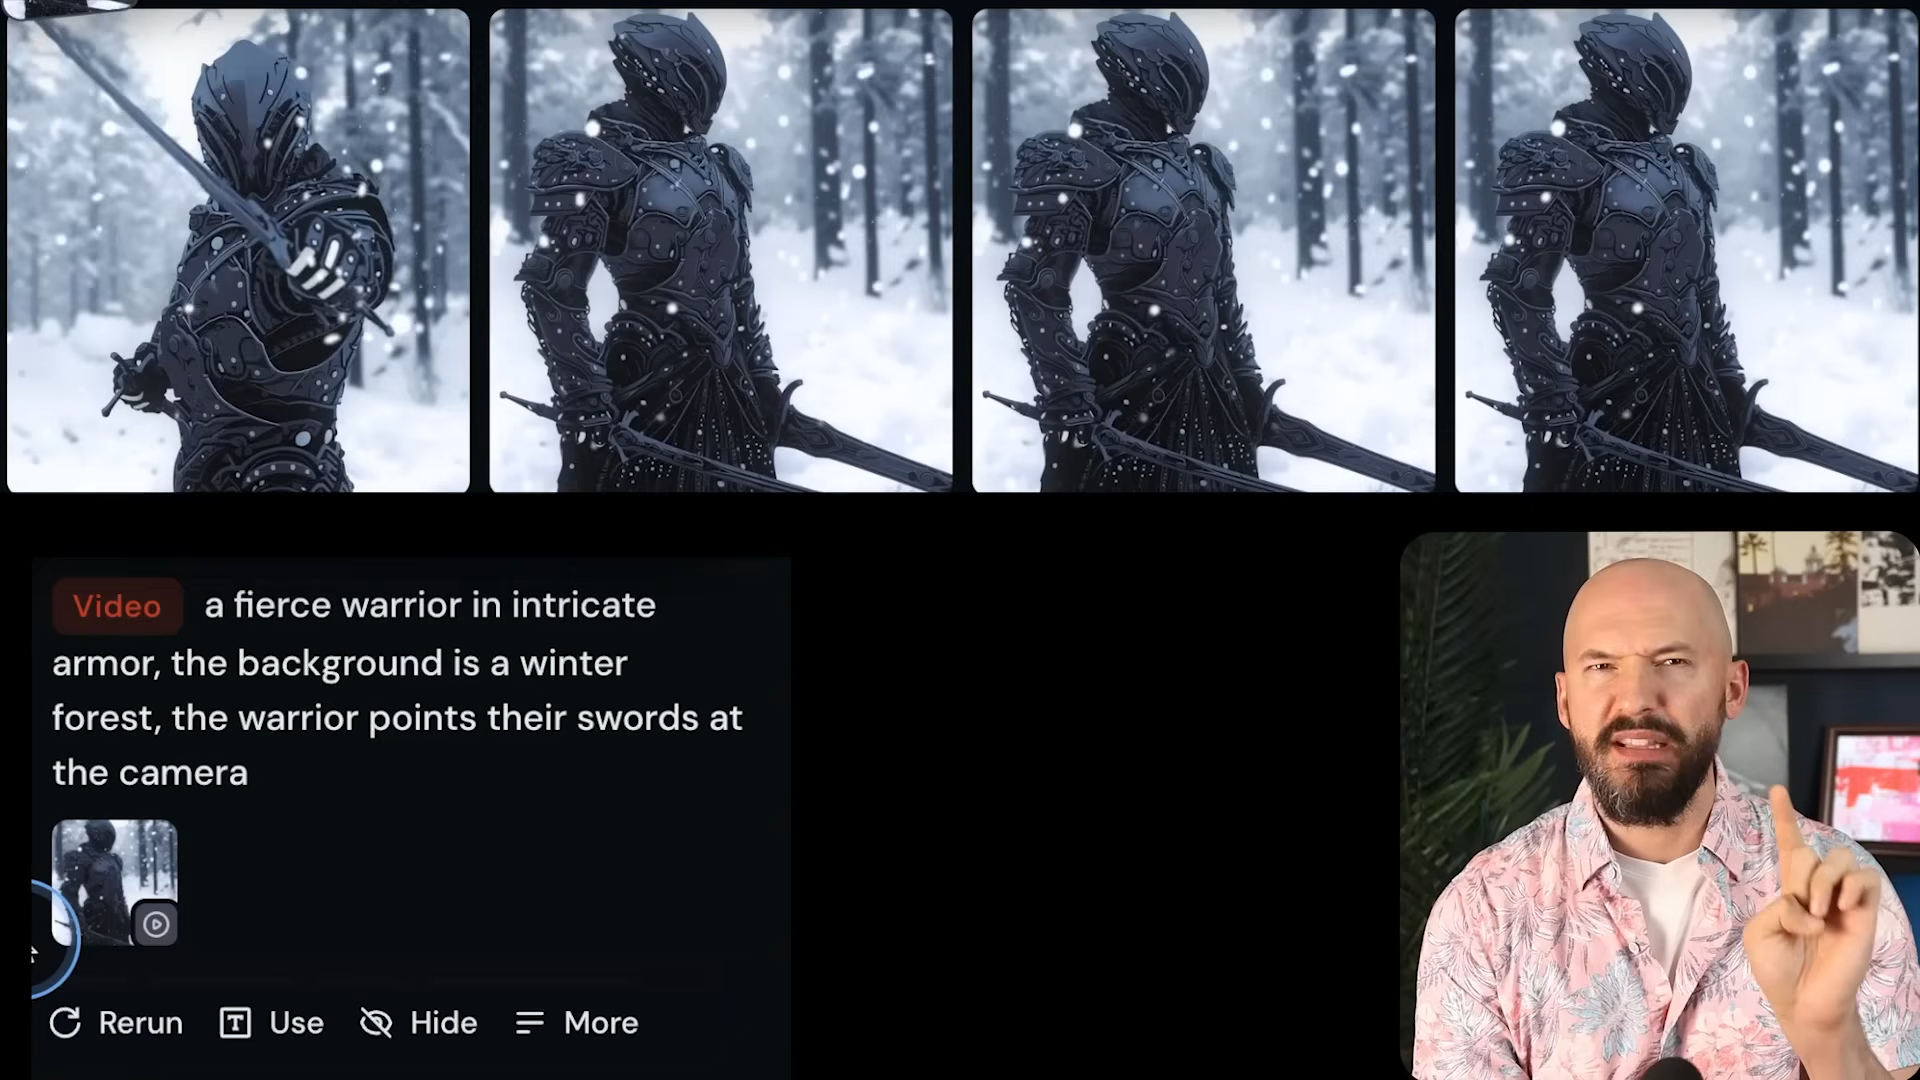 Video a fierce warrior in intricate
armor, the background is a winter
forest, the warrior points their swords at
the camera
Rerun Use Hide More